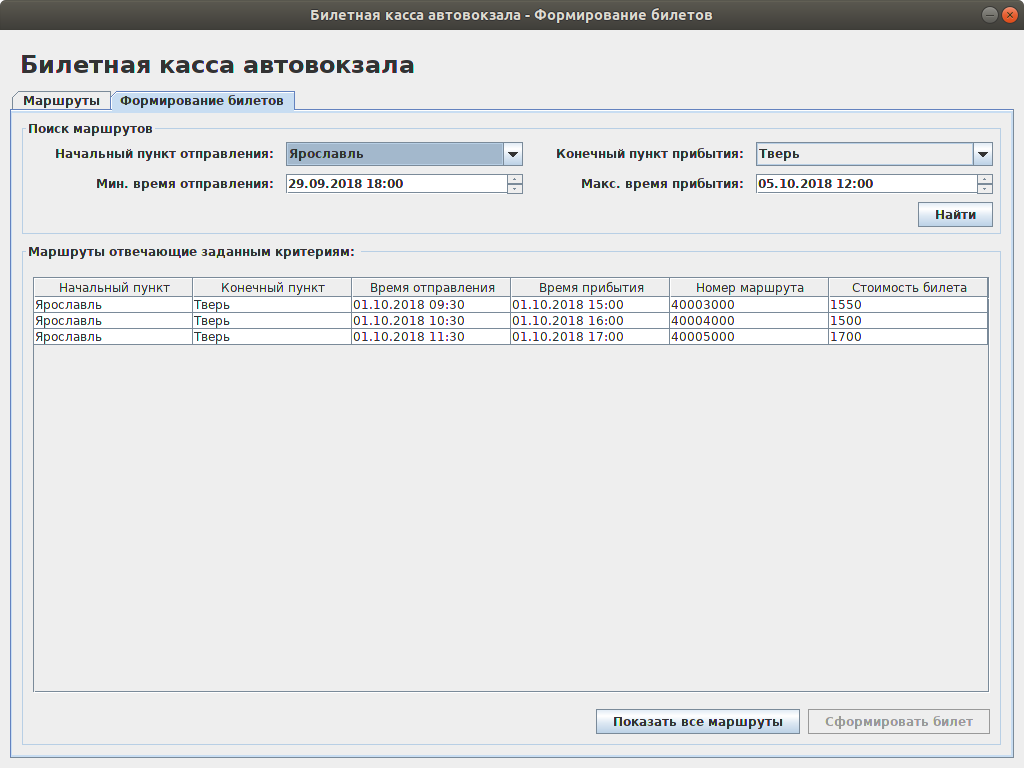 Билетная касса автовокзала - Формирование билетов
Билетная касса автовокзала
Маршруты Формирование билетов
Поиск маршрутов
Начальный пункт отправления: Ярославль Конечный пункт прибытия: Тверь
Мин. время отправления: 29.09.2018 18:00 Макс. время прибытия: 05.10.2018 12:00
Найти
Маршруты отвечающие заданным критериям:
Начальный пункт Конечный пункт Время отправления Время прибытия Номер маршрута Стоимость билета
Ярославль Тверь 01.10.2018 09:30 01.10.2018 15:00 40003000 1550
Ярославль Тверь 01.10.2018 10:30 01.10.2018 16:00 40004000 1500
Ярославль Тверь 01.10.2018 11:30 01.10.2018 17:00 40005000 1700
Показать все маршруты Сформировать билет